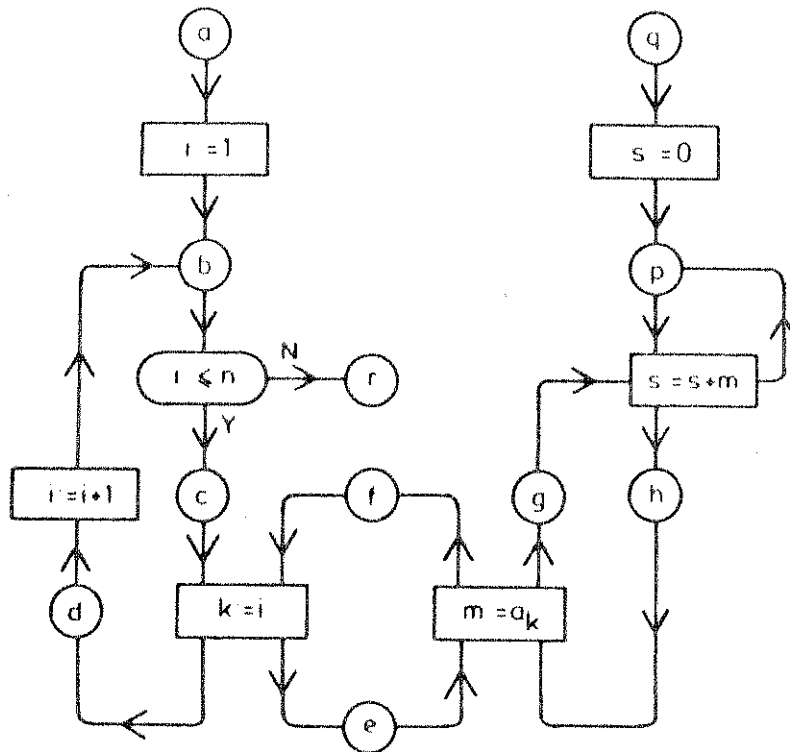 a
q
i = 1
s = 0
b
p
i ⩽ n
N
r
s = s+m
Y
i = i+1
c
f
g
h
d
k = i
m = a_k
e